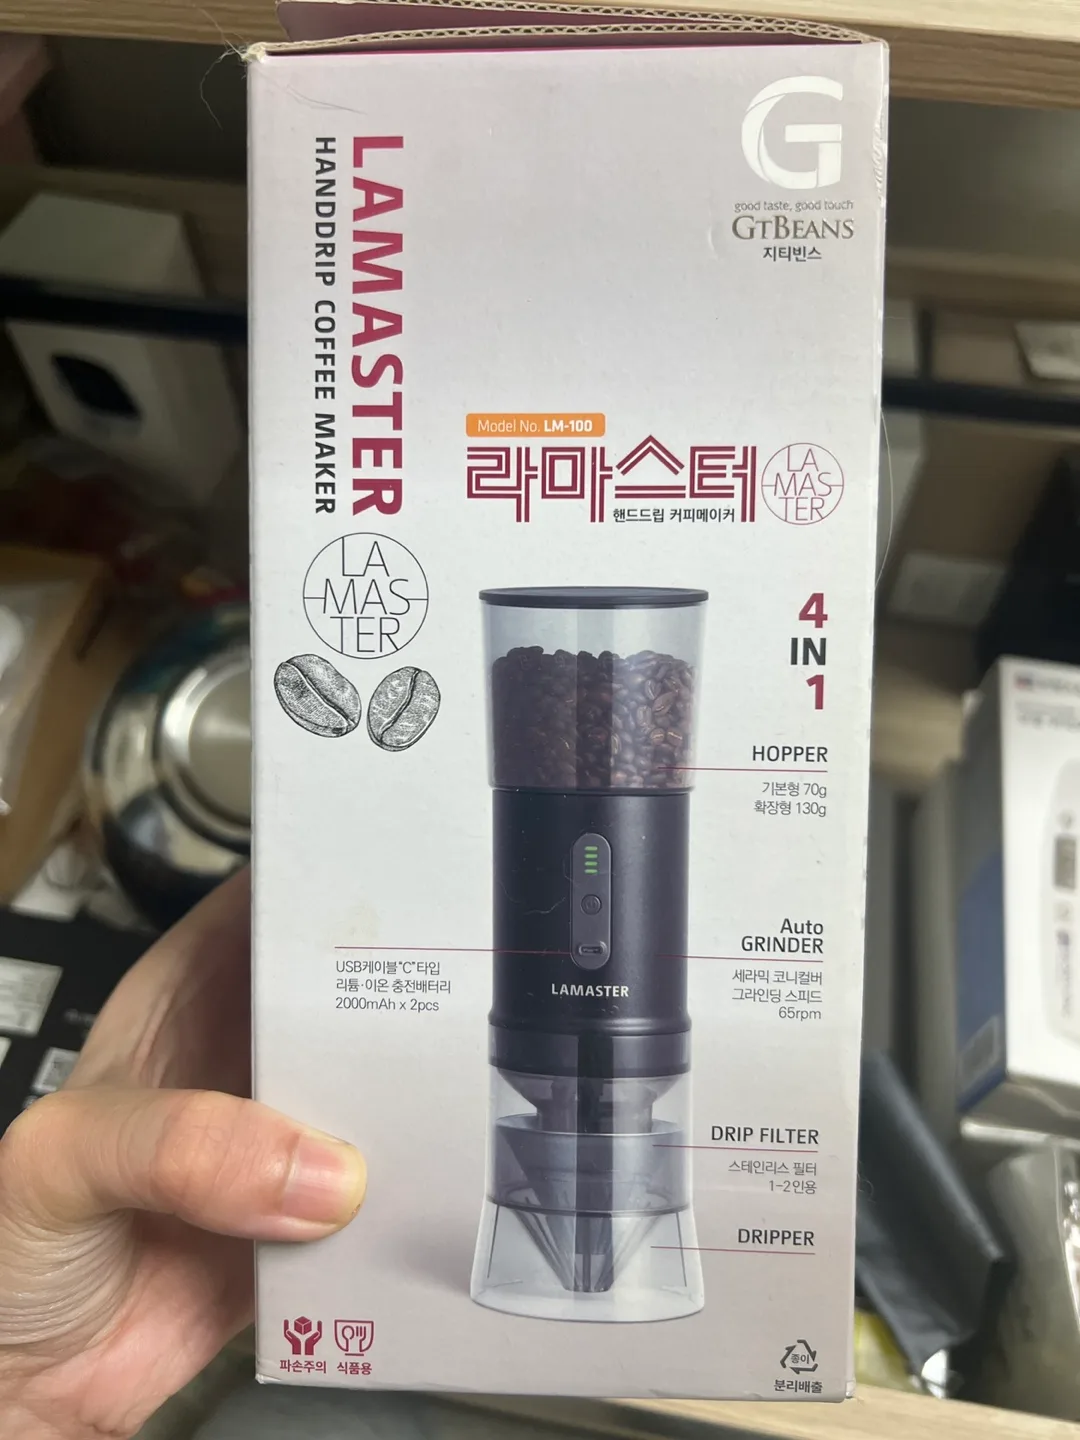 LAMASTER
HANDDRIP COFFEE MAKER
LA
MAS
TER
G
good taste, good touch
GTBEANS
지티빈스
Model No. LM-100
라마스터
핸드드립 커피메이커
LA
MAS
TER
4
IN
1
HOPPER
기본형 70g
확장형 130g
Auto
GRINDER
세라믹 코니컬버
그라인딩 스피드
65rpm
USB케이블"C"타입
리튬·이온 충전배터리
2000mAh x 2pcs
LAMASTER
DRIP FILTER
스테인리스 필터
1-2인용
DRIPPER
파손주의 식품용
종이
분리배출